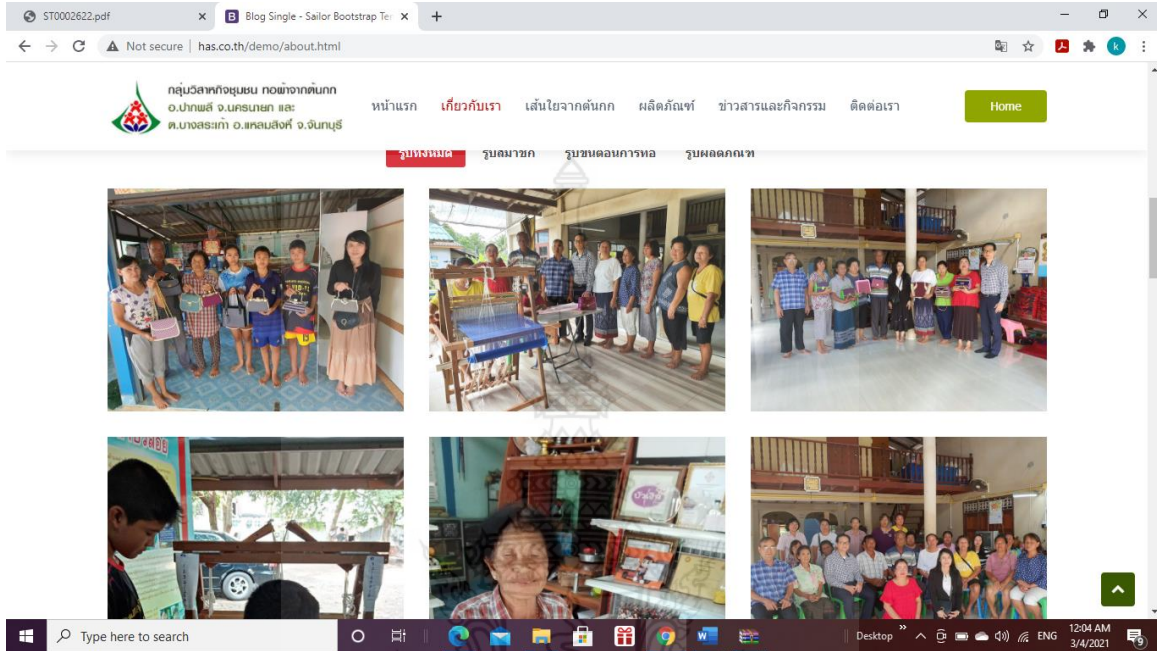 ST0002622.pdf
Blog Single - Sailor Bootstrap Ter
Not secure | has.co.th/demo/about.html
กลุ่มวิสาหกิจชุมชน ทอผ้าจากต้นกก
อ.ปากพลี จ.นครนายก และ
ต.บางสระเก้า อ.แหลมสิงห์ จ.จันทบุรี
หน้าแรก เกี่ยวกับเรา เส้นใยจากต้นกก ผลิตภัณฑ์ ข่าวสารและกิจกรรม ติดต่อเรา Home
รูปทั้งหมด รูปสมาชิก รูปขั้นตอนการทอ รูปผลิตภัณฑ์
Type here to search
Desktop
ENG
12:04 AM
3/4/2021